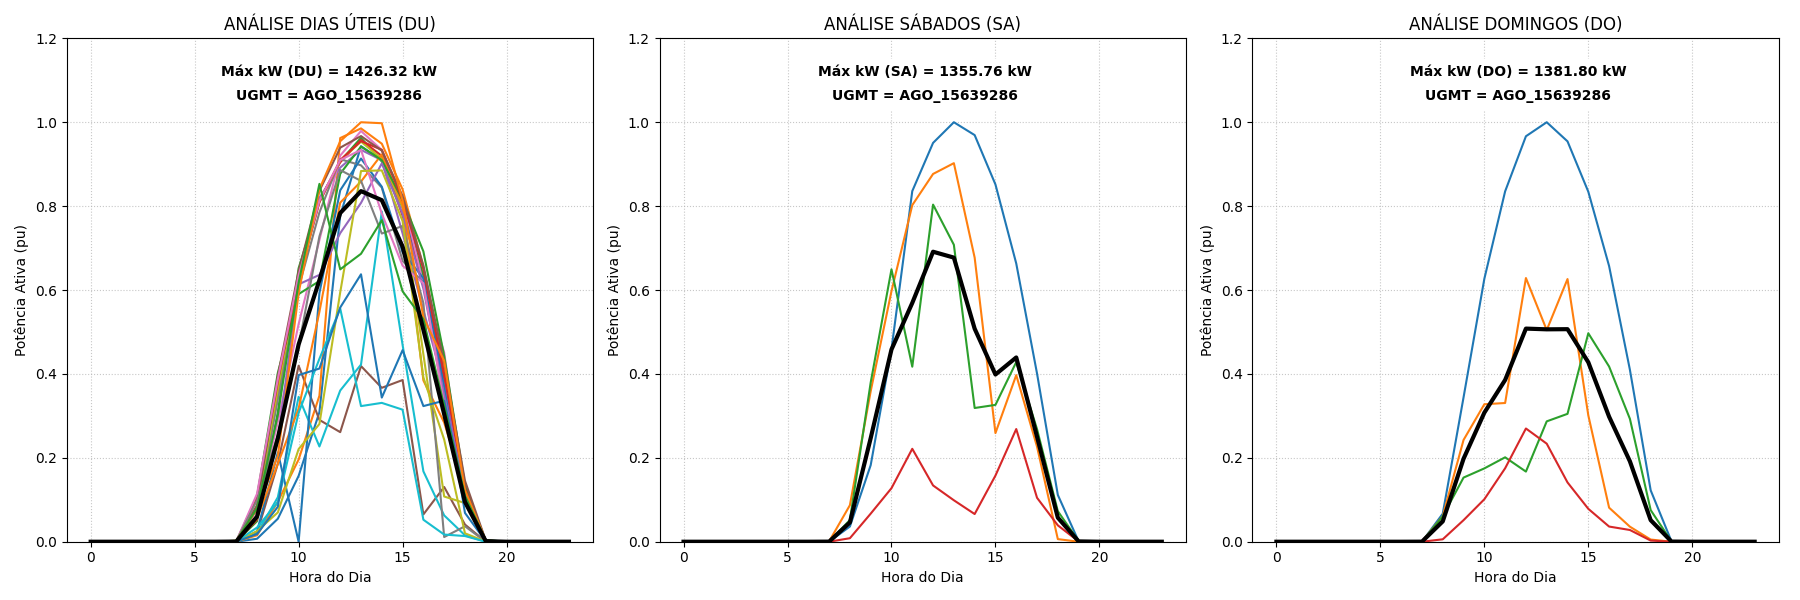 ANÁLISE DIAS ÚTEIS (DU)
Máx kW (DU) = 1426.32 kW
UGMT = AGO_15639286
Potência Ativa (pu)
1.2
1.0
0.8
0.6
0.4
0.2
0.0
0 5 10 15 20
Hora do Dia
ANÁLISE SÁBADOS (SA)
Máx kW (SA) = 1355.76 kW
UGMT = AGO_15639286
Potência Ativa (pu)
1.2
1.0
0.8
0.6
0.4
0.2
0.0
0 5 10 15 20
Hora do Dia
ANÁLISE DOMINGOS (DO)
Máx kW (DO) = 1381.80 kW
UGMT = AGO_15639286
Potência Ativa (pu)
1.2
1.0
0.8
0.6
0.4
0.2
0.0
0 5 10 15 20
Hora do Dia